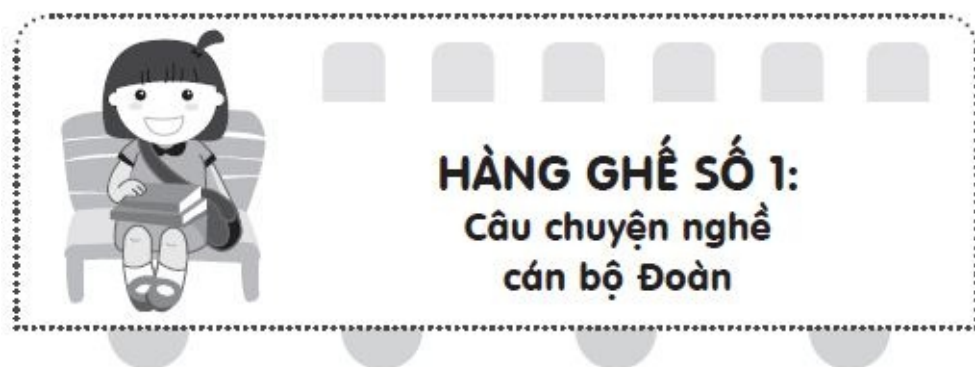 HÀNG GHẾ SỐ 1:
Câu chuyện nghề
cán bộ Đoàn